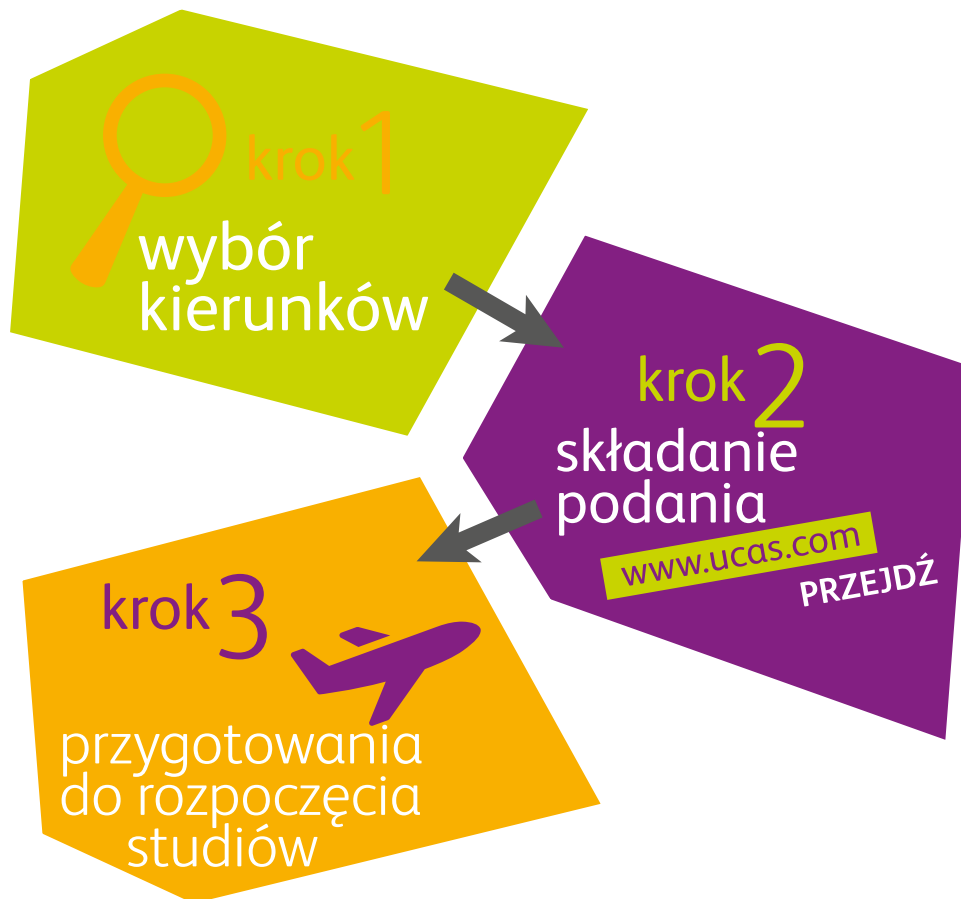 krok 1
wybór
kierunków
krok 2
składanie
podania
www.ucas.com
PRZEJDŹ
krok 3
przygotowania
do rozpoczęcia
studiów